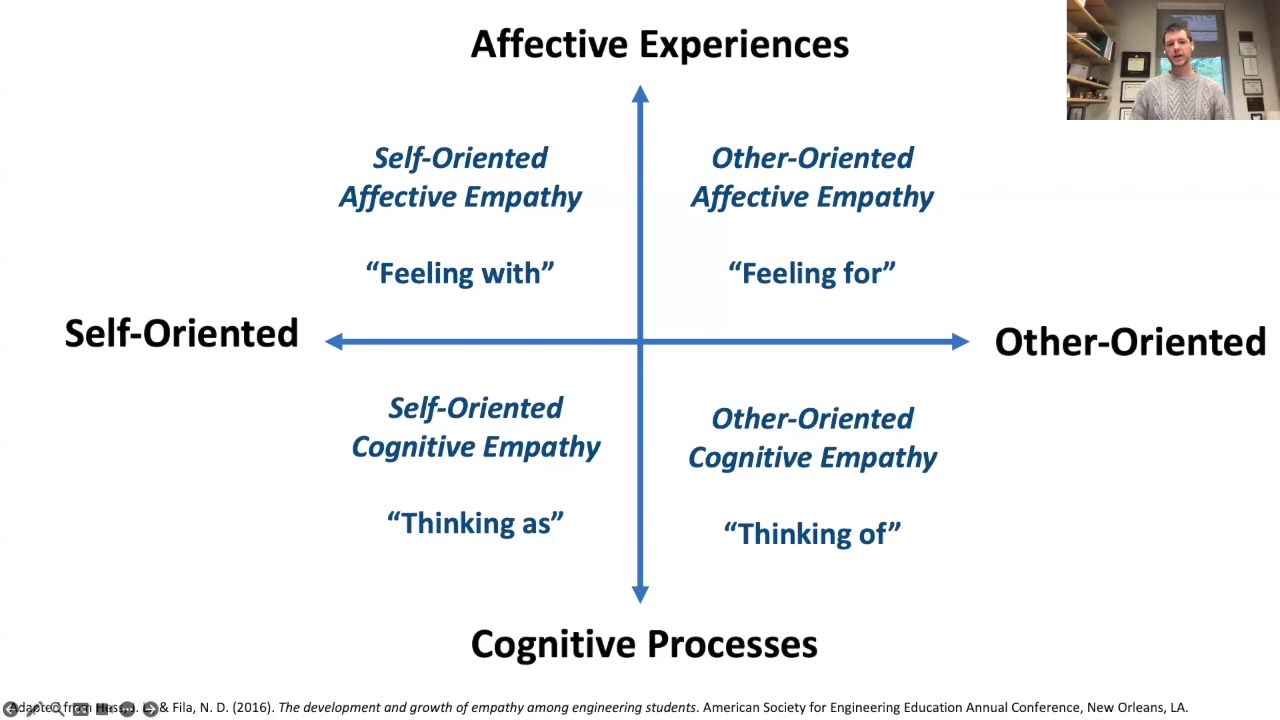 Affective Experiences
Self-Oriented
Affective Empathy
“Feeling with”
Other-Oriented
Affective Empathy
“Feeling for”
Self-Oriented
Other-Oriented
Self-Oriented
Cognitive Empathy
“Thinking as”
Other-Oriented
Cognitive Empathy
“Thinking of”
Cognitive Processes
& Fila, N. D. (2016). The development and growth of empathy among engineering students. American Society for Engineering Education Annual Conference, New Orleans, LA.